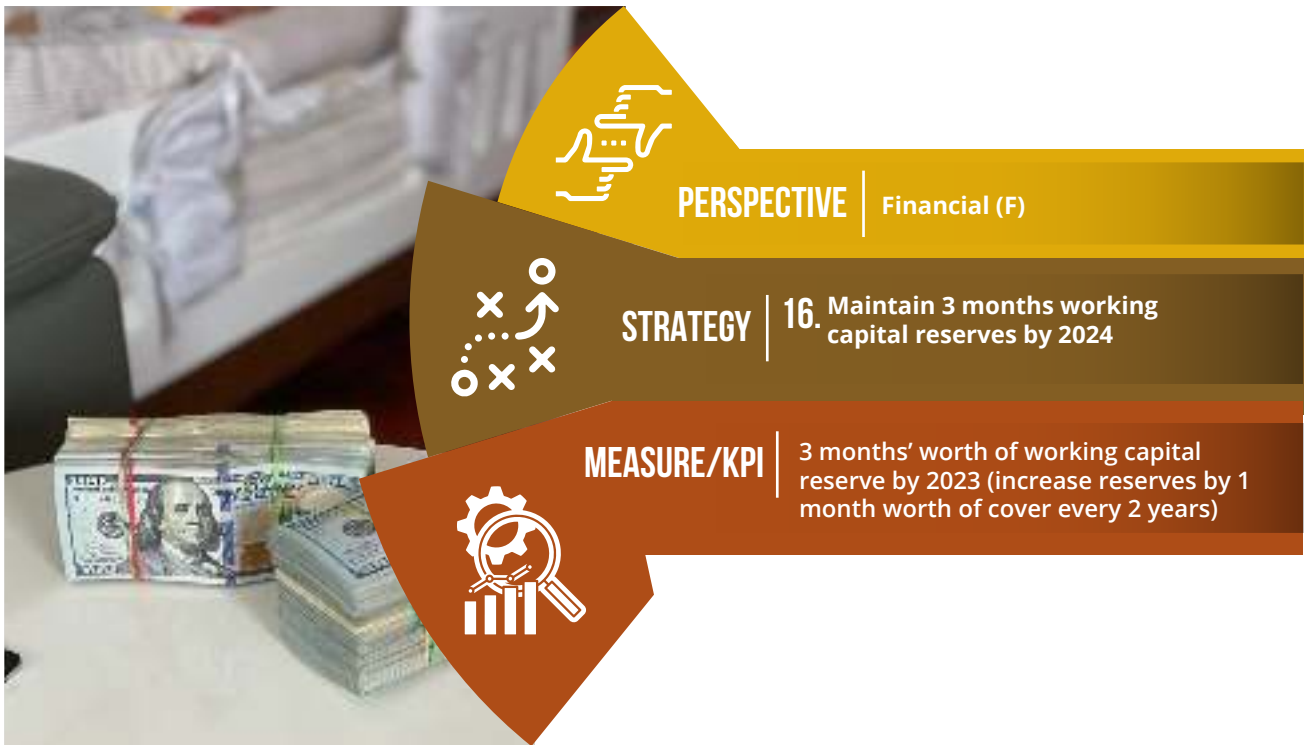 PERSPECTIVE
Financial (F)
STRATEGY
16. Maintain 3 months working
capital reserves by 2024
MEASURE/KPI
3 months’ worth of working capital
reserve by 2023 (increase reserves by 1
month worth of cover every 2 years)